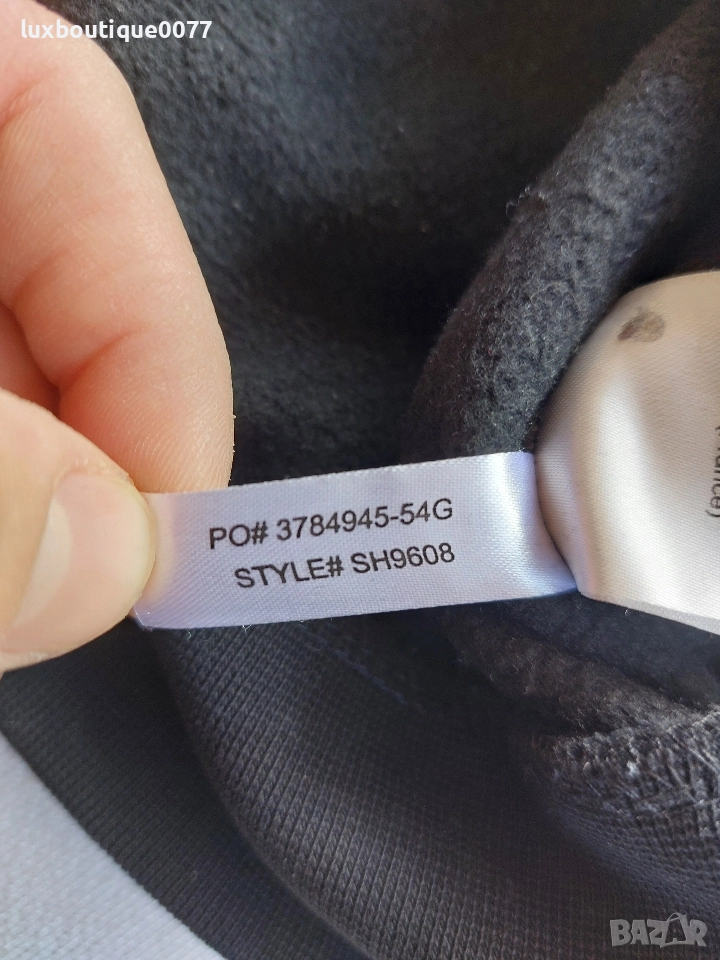 luxboutique0077
PO# 3784945-54G
STYLE# SH9608
BAZAR